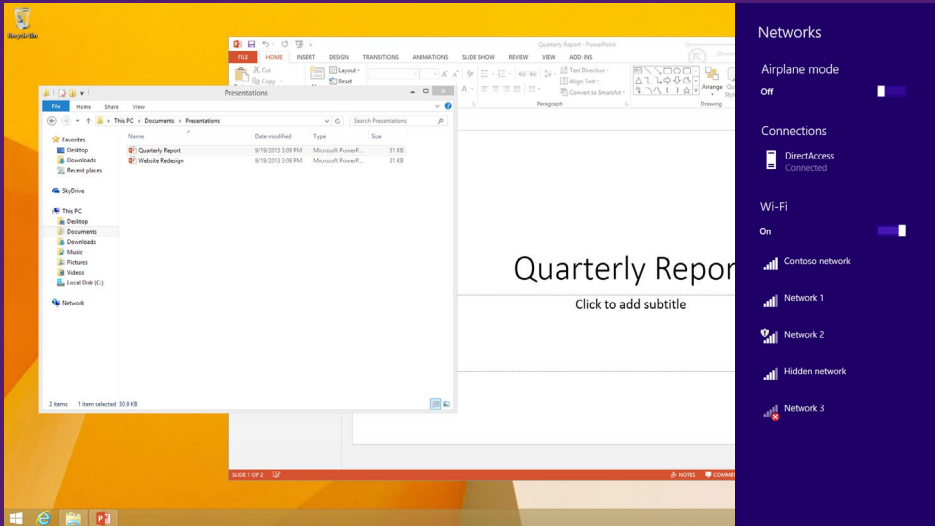 Recycle Bin
Quarterly Report - PowerPoint
FILE HOME INSERT DESIGN TRANSITIONS ANIMATIONS SLIDE SHOW REVIEW VIEW ADD-INS
Cut
Copy
Layout
Reset
Text Direction
Align Text
Convert to SmartArt
Arrange
Paragraph
Drawing
Presentations
File Home Share View
This PC Documents Presentations
Search Presentations
Name Date modified Type Size
Quarterly Report 9/19/2013 3:09 PM Microsoft PowerP... 31 KB
Website Redesign 9/19/2013 3:09 PM Microsoft PowerP... 31 KB
Favorites
Desktop
Downloads
Recent places
SkyDrive
This PC
Desktop
Documents
Downloads
Music
Pictures
Videos
Local Disk (C:)
Network
2 items 1 item selected 30.8 KB
Quarterly Repor
Click to add subtitle
SLIDE 1 OF 2
NOTES
COMME
Networks
Airplane mode
Off
Connections
DirectAccess
Connected
Wi-Fi
On
Contoso network
Network 1
Network 2
Hidden network
Network 3